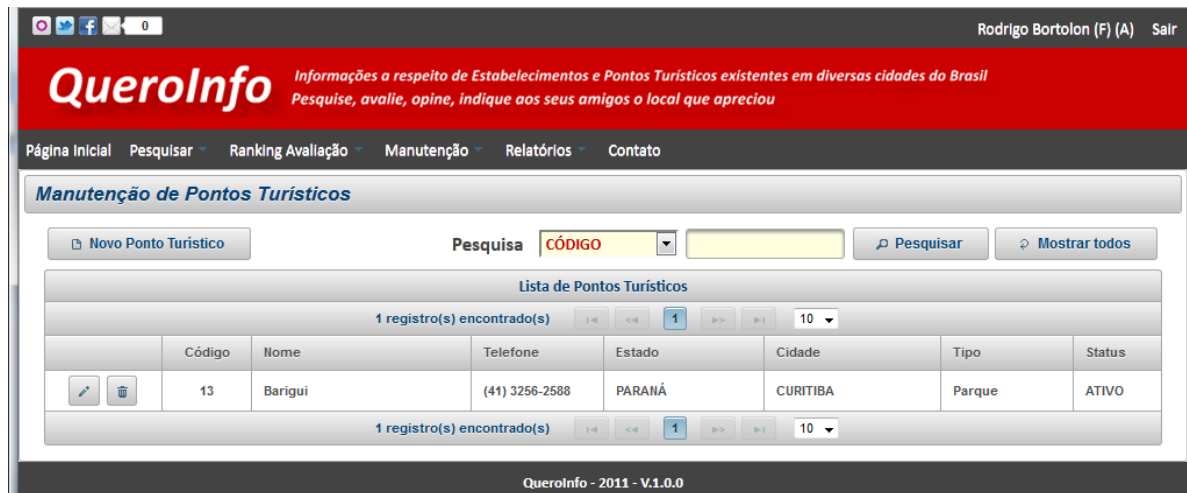 0 Rodrigo Bortolon (F) (A) Sair
QueroInfo
Informações a respeito de Estabelecimentos e Pontos Turísticos existentes em diversas cidades do Brasil
Pesquise, avalie, opine, indique aos seus amigos o local que apreciou
Página Inicial Pesquisar Ranking Avaliação Manutenção Relatórios Contato
Manutenção de Pontos Turísticos
Novo Ponto Turístico Pesquisa CÓDIGO Pesquisar Mostrar todos
Lista de Pontos Turísticos
1 registro(s) encontrado(s) 1 10
Código Nome Telefone Estado Cidade Tipo Status
13 Barigui (41) 3256-2588 PARANÁ CURITIBA Parque ATIVO
1 registro(s) encontrado(s) 1 10
QueroInfo - 2011 - V.1.0.0